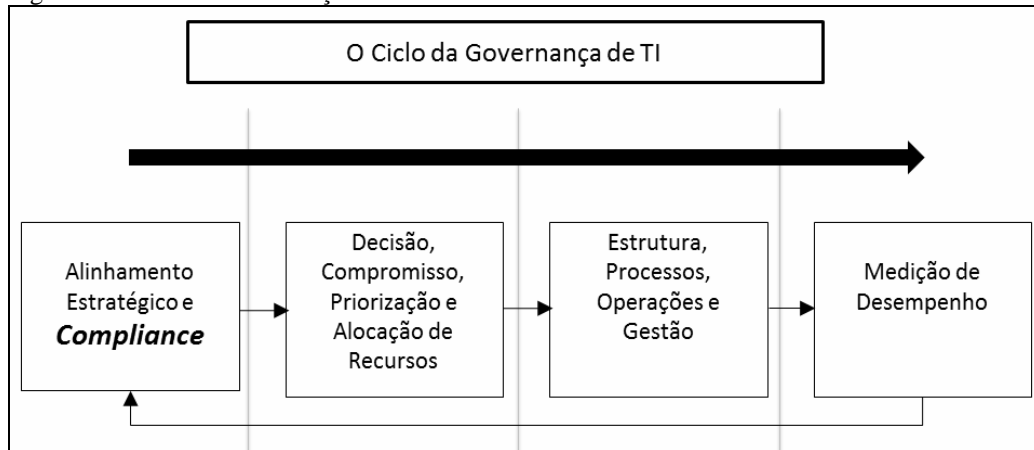 O Ciclo da Governança de TI
Alinhamento
Estratégico e
Compliance
Decisão,
Compromisso,
Priorização e
Alocação de
Recursos
Estrutura,
Processos,
Operações e
Gestão
Medição de
Desempenho